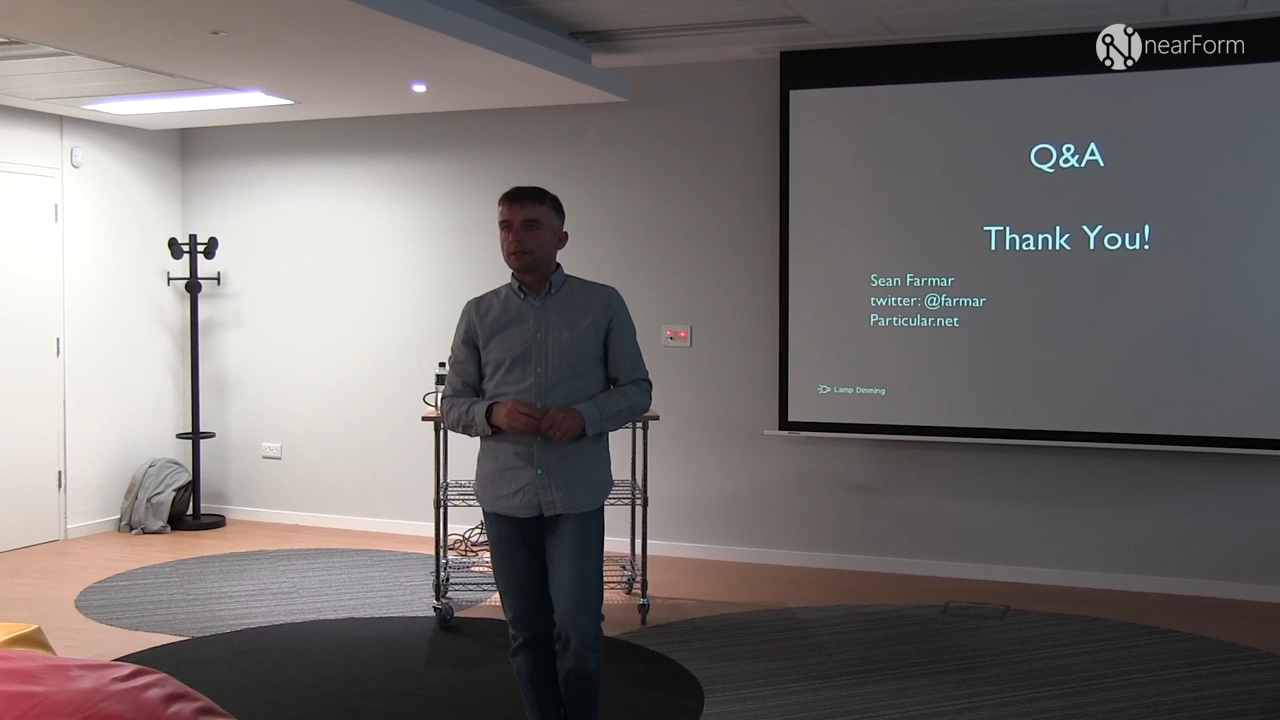 nearForm
Q&A
Thank You!
Sean Farmar
twitter: @farmar
Particular.net
Lamp Dimming